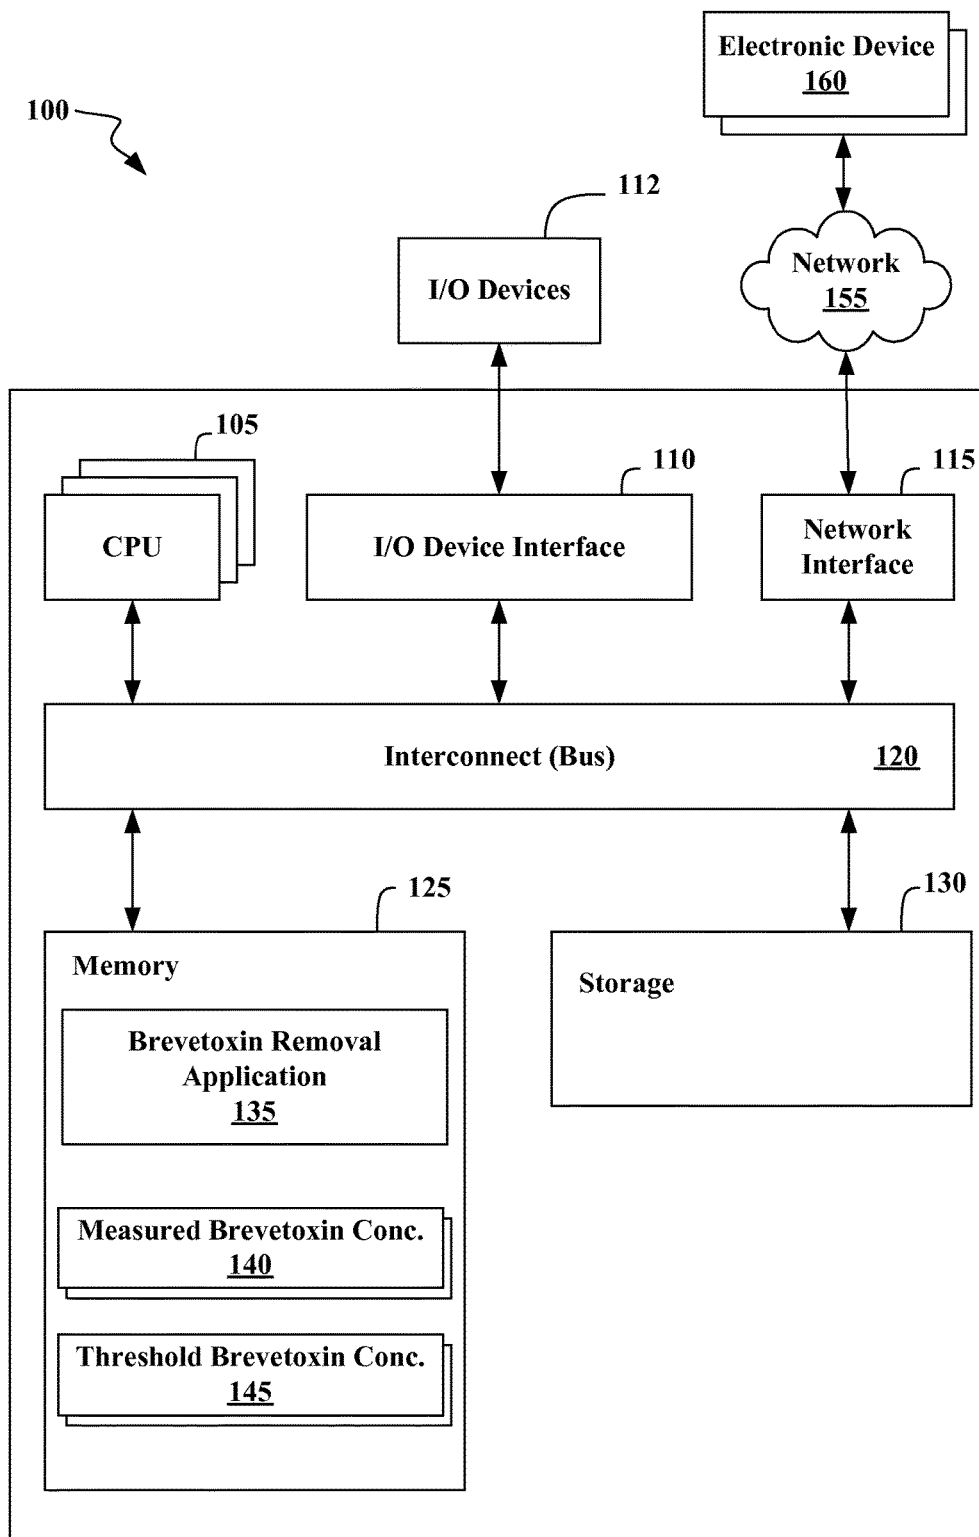 Electronic Device
160
100
112
I/O Devices
Network
155
105
110
115
CPU
I/O Device Interface
Network
Interface
Interconnect (Bus)
120
125
130
Memory
Storage
Brevetoxin Removal
Application
135
Measured Brevetoxin Conc.
140
Threshold Brevetoxin Conc.
145